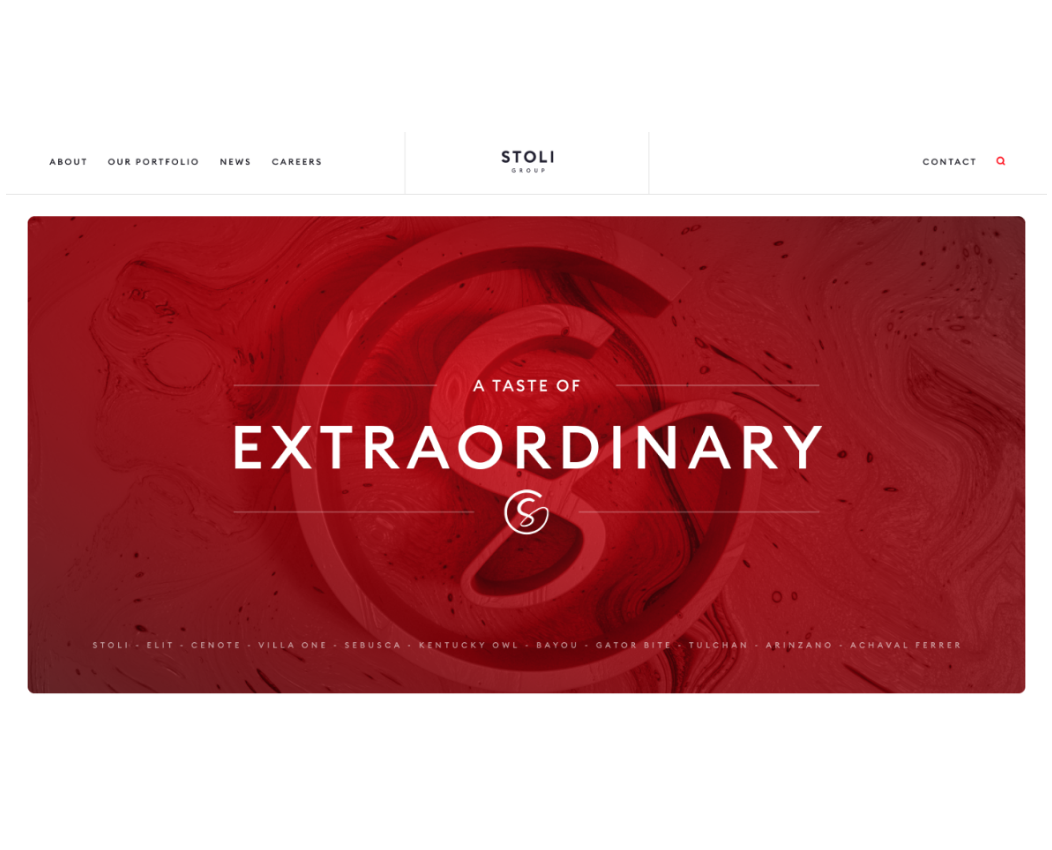 ABOUT OUR PORTFOLIO NEWS CAREERS
STOLI
GROUP
CONTACT
A TASTE OF
EXTRAORDINARY
STOLI - ELIT - CENOTE - VILLA ONE - SEBUSCA - KENTUCKY OWL - BAYOU - GATOR BITE - TULCHAN - ARINZANO - ACHAVAL FERRER